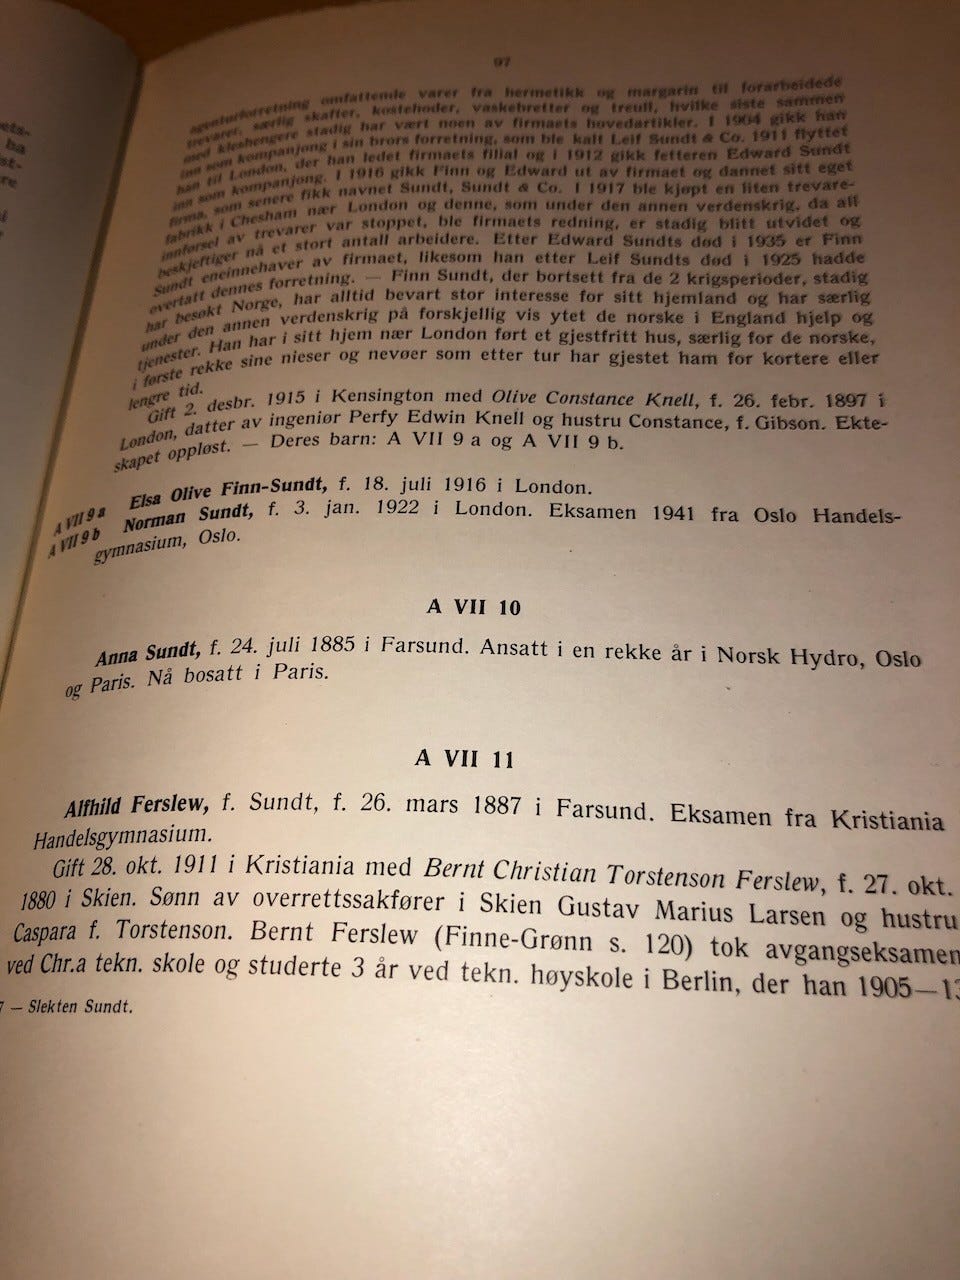 97
ets-
ba
st-
re
agenturforretning omfattende varer fra hermetikk og margarin til forarbeidede
trevarer, særlig skafter, kosteboder, vaskebretter og treull, hvilke siste sammen
med kleshengere stadig har vært noen av firmaets hovedartikler. I 1904 gikk han
inn som kompanjong i sin brors forretning, som ble kalt Leif Sundt & Co. 1911 flyttet
han til London, der han ledet firmaets filial og i 1912 gikk fetteren Edward Sundt
inn som kompanjong. I 1916 gikk Finn og Edward ut av firmaet og dannet sitt eget
firma, som senere fikk navnet Sundt, Sundt & Co. I 1917 ble kjøpt en liten trevare-
fabrikk i Chesham nær London og denne, som under den annen verdenskrig, da all
innførsel av trevarer var stoppet, ble firmaets redning, er stadig blitt utvidet og
beskjeftiger nå et stort antall arbeidere. Etter Edward Sundts død i 1935 er Finn
Sundt eneinnehaver av firmaet, likesom han etter Leif Sundts død i 1925 hadde
overtatt dennes forretning. — Finn Sundt, der bortsett fra de 2 krigsperioder, stadig
har besøkt Norge, har alltid bevart stor interesse for sitt hjemland og har særlig
under den annen verdenskrig på forskjellig vis ytet de norske i England hjelp og
tjenester. Han har i sitt hjem nær London ført et gjestfritt hus, særlig for de norske,
i første rekke sine nieser og nevøer som etter tur har gjestet ham for kortere eller
lengre tid.
Gift 2. desbr. 1915 i Kensington med Olive Constance Knell, f. 26. febr. 1897 i
London, datter av ingeniør Perfy Edwin Knell og hustru Constance, f. Gibson. Ekte-
skapet oppløst. — Deres barn: A VII 9 a og A VII 9 b.
A VII 9 a Elsa Olive Finn-Sundt, f. 18. juli 1916 i London.
A VII 9 b Norman Sundt, f. 3. jan. 1922 i London. Eksamen 1941 fra Oslo Handels-
gymnasium, Oslo.
A VII 10
Anna Sundt, f. 24. juli 1885 i Farsund. Ansatt i en rekke år i Norsk Hydro, Oslo
og Paris. Nå bosatt i Paris.
A VII 11
Alfhild Ferslew, f. Sundt, f. 26. mars 1887 i Farsund. Eksamen fra Kristiania
Handelsgymnasium.
Gift 28. okt. 1911 i Kristiania med Bernt Christian Torstenson Ferslew, f. 27. okt.
1880 i Skien. Sønn av overrettssakfører i Skien Gustav Marius Larsen og hustru
Caspara f. Torstenson. Bernt Ferslew (Finne-Grønn s. 120) tok avgangseksamen
ved Chr.a tekn. skole og studerte 3 år ved tekn. høyskole i Berlin, der han 1905—13
7 — Slekten Sundt.